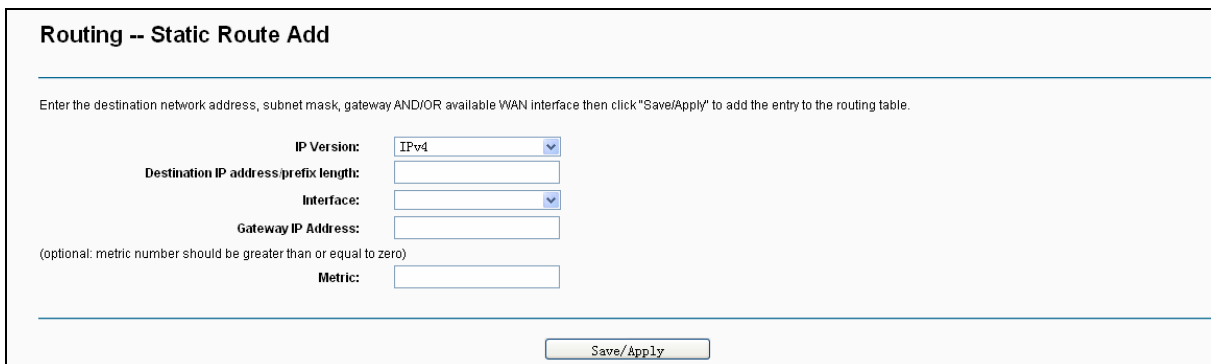 Routing -- Static Route Add
Enter the destination network address, subnet mask, gateway AND/OR available WAN interface then click "Save/Apply" to add the entry to the routing table.
IP Version: IPv4
Destination IP address/prefix length:
Interface:
Gateway IP Address:
(optional: metric number should be greater than or equal to zero)
Metric:
Save/Apply